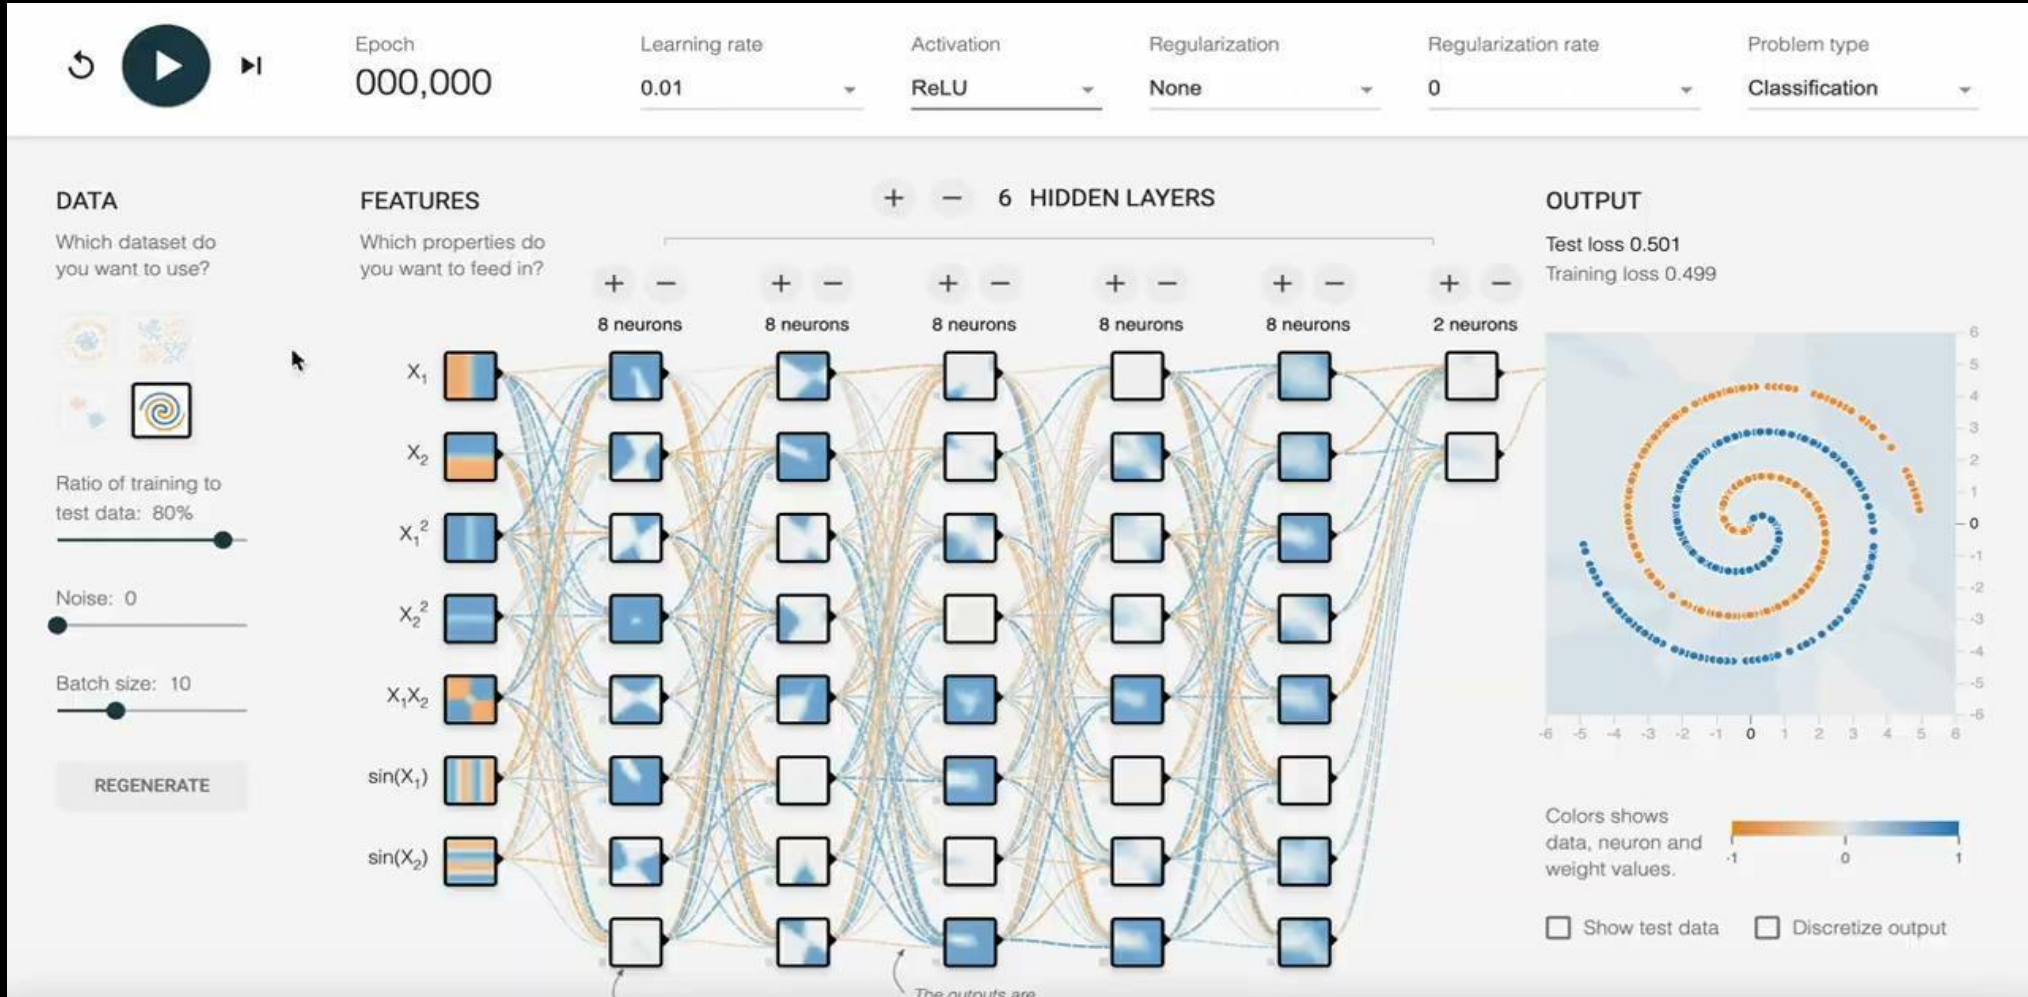 Epoch
000,000
Learning rate
0.01
Activation
ReLU
Regularization
None
Regularization rate
0
Problem type
Classification
DATA
Which dataset do
you want to use?
Ratio of training to
test data: 80%
Noise: 0
Batch size: 10
REGENERATE
FEATURES
Which properties do
you want to feed in?
X₁
X₂
X₁²
X₂²
X₁X₂
sin(X₁)
sin(X₂)
+ − 6 HIDDEN LAYERS
+ − + − + − + − + − + −
8 neurons 8 neurons 8 neurons 8 neurons 8 neurons 2 neurons
The outputs are
OUTPUT
Test loss 0.501
Training loss 0.499
6
5
4
3
2
1
0
-1
-2
-3
-4
-5
-6
-6 -5 -4 -3 -2 -1 0 1 2 3 4 5 6
Colors shows
data, neuron and
weight values.
-1 0 1
Show test data Discretize output